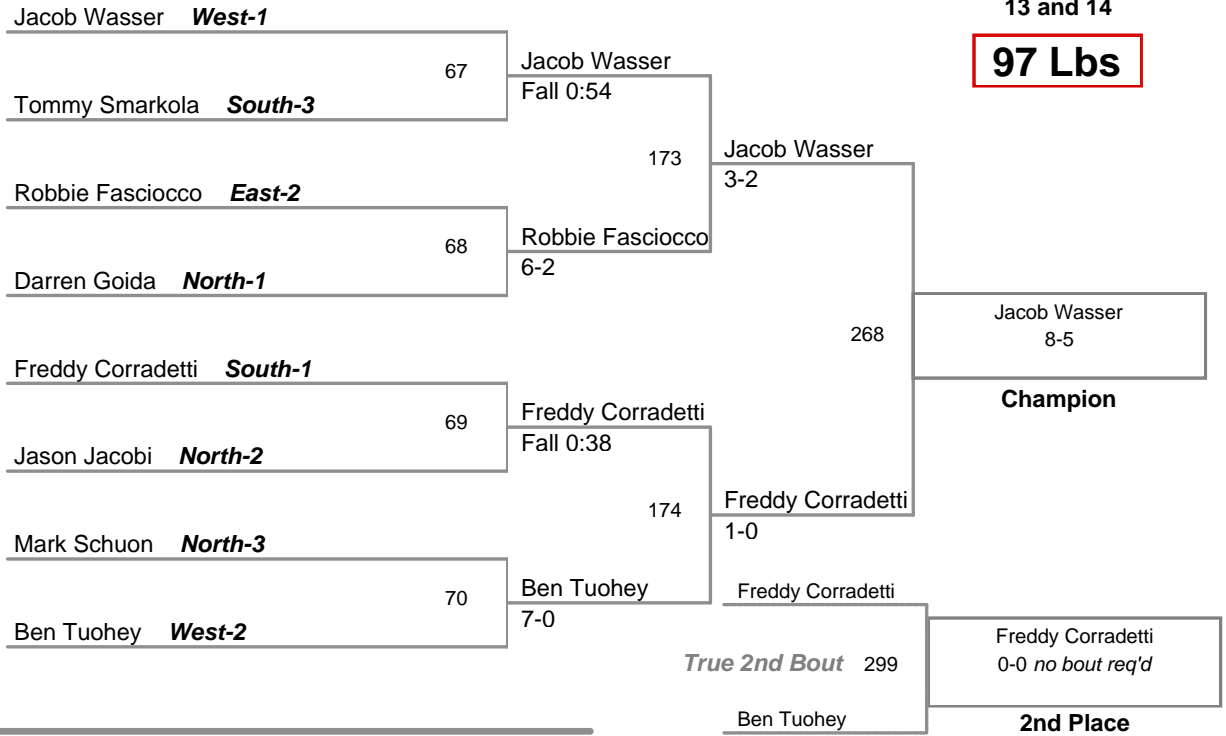 13 and 14
97 Lbs
Jacob Wasser West-1
67
Tommy Smarkola South-3
Jacob Wasser
Fall 0:54
Robbie Fasciocco East-2
68
Darren Goida North-1
Robbie Fasciocco
6-2
173
Jacob Wasser
3-2
Freddy Corradetti South-1
69
Jason Jacobi North-2
Freddy Corradetti
Fall 0:38
Mark Schuon North-3
70
Ben Tuohey West-2
Ben Tuohey
7-0
174
Freddy Corradetti
1-0
268
Jacob Wasser
8-5
Champion
Freddy Corradetti
True 2nd Bout 299
Ben Tuohey
Freddy Corradetti
0-0 no bout req'd
2nd Place